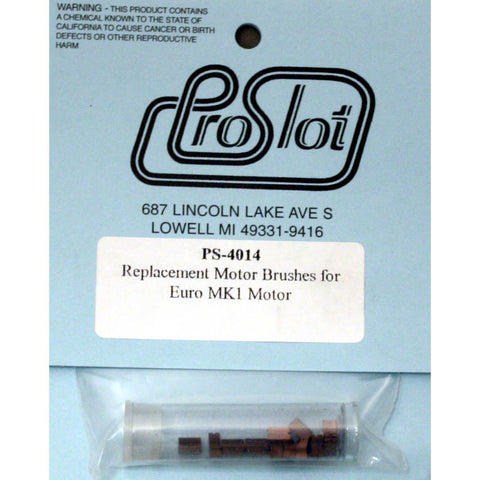 WARNING - THIS PRODUCT CONTAINS
A CHEMICAL KNOWN TO THE STATE OF
CALIFORNIA TO CAUSE CANCER OR BIRTH
DEFECTS OR OTHER REPRODUCTIVE
HARM
ProSlot
687 LINCOLN LAKE AVE S
LOWELL MI 49331-9416
PS-4014
Replacement Motor Brushes for
Euro MK1 Motor